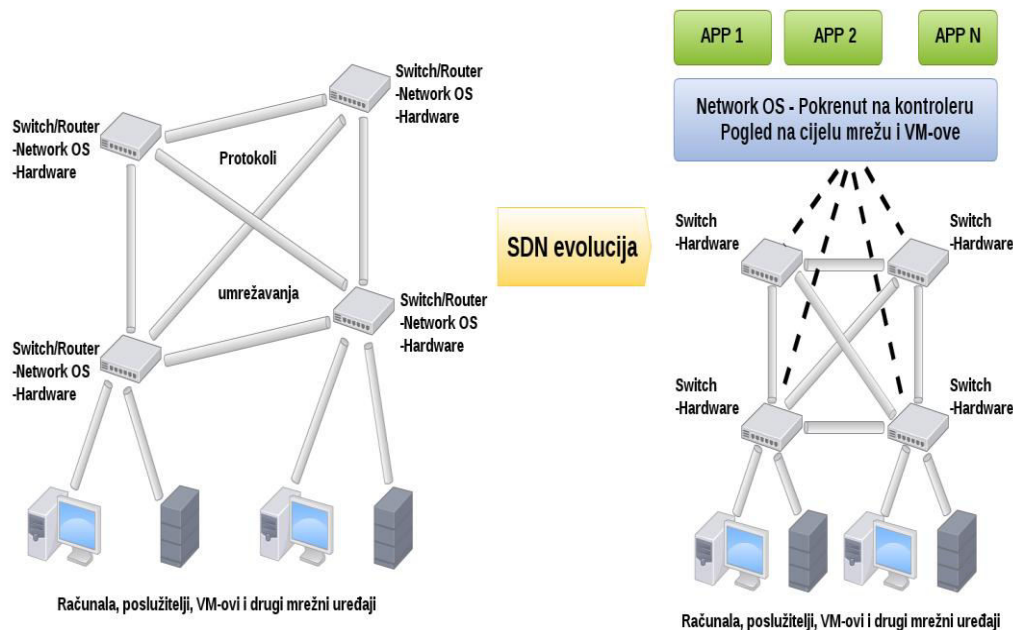 Switch/Router
-Network OS
-Hardware
Switch/Router
-Network OS
-Hardware
Protokoli
umrežavanja
Switch/Router
-Network OS
-Hardware
Switch/Router
-Network OS
-Hardware
Računala, poslužitelji, VM-ovi i drugi mrežni uređaji
SDN evolucija
APP 1
APP 2
APP N
Network OS - Pokrenut na kontroleru
Pogled na cijelu mrežu i VM-ove
Switch
-Hardware
Switch
-Hardware
Switch
-Hardware
Switch
-Hardware
Računala, poslužitelji, VM-ovi i drugi mrežni uređaji